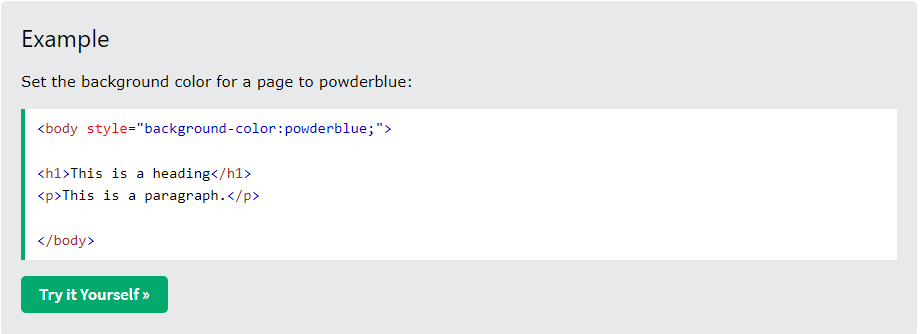 Example
Set the background color for a page to powderblue:
<body style="background-color:powderblue;">
<h1>This is a heading</h1>
<p>This is a paragraph.</p>
</body>
Try it Yourself »